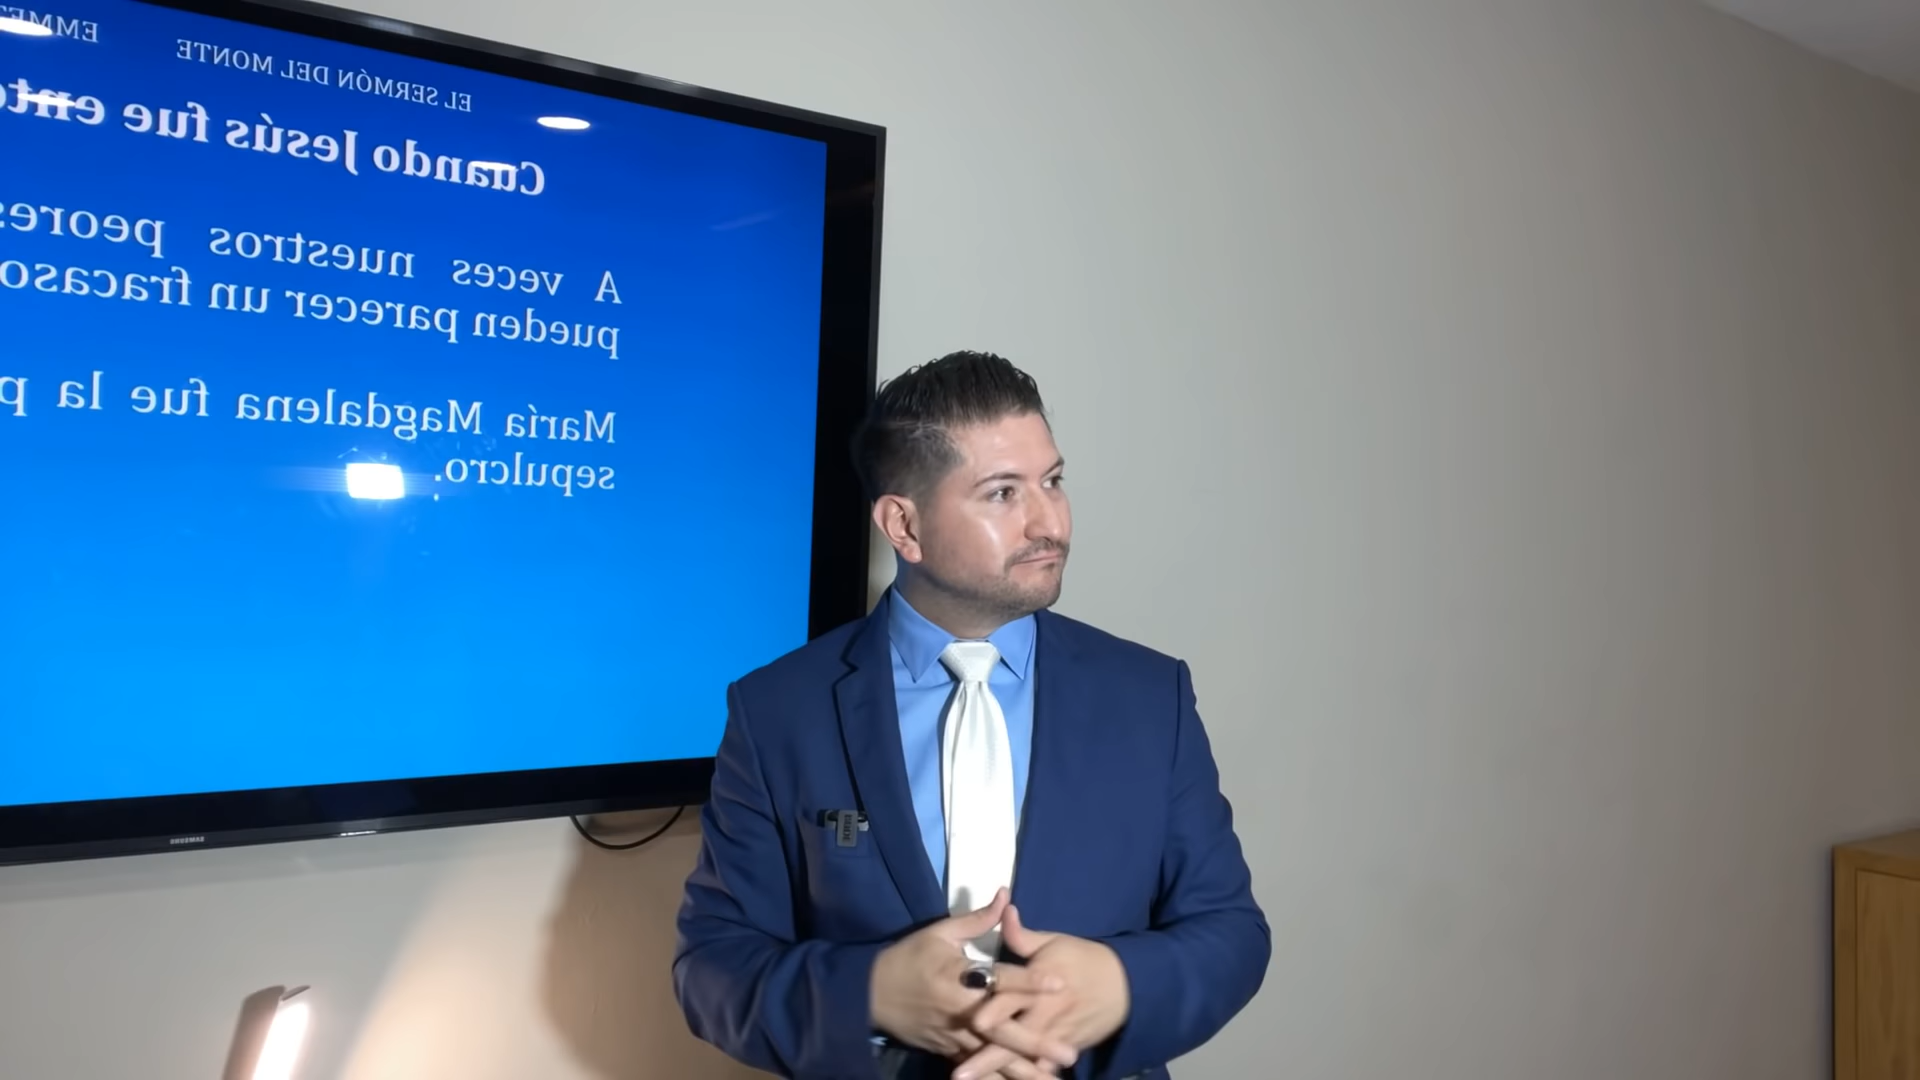 EL SERMÓN DEL MONTE
Cuando Jesús fue
A veces nuestros peores
pueden parecer un fracaso
María Magdalena fue la
sepulcro.
SAMSUNG